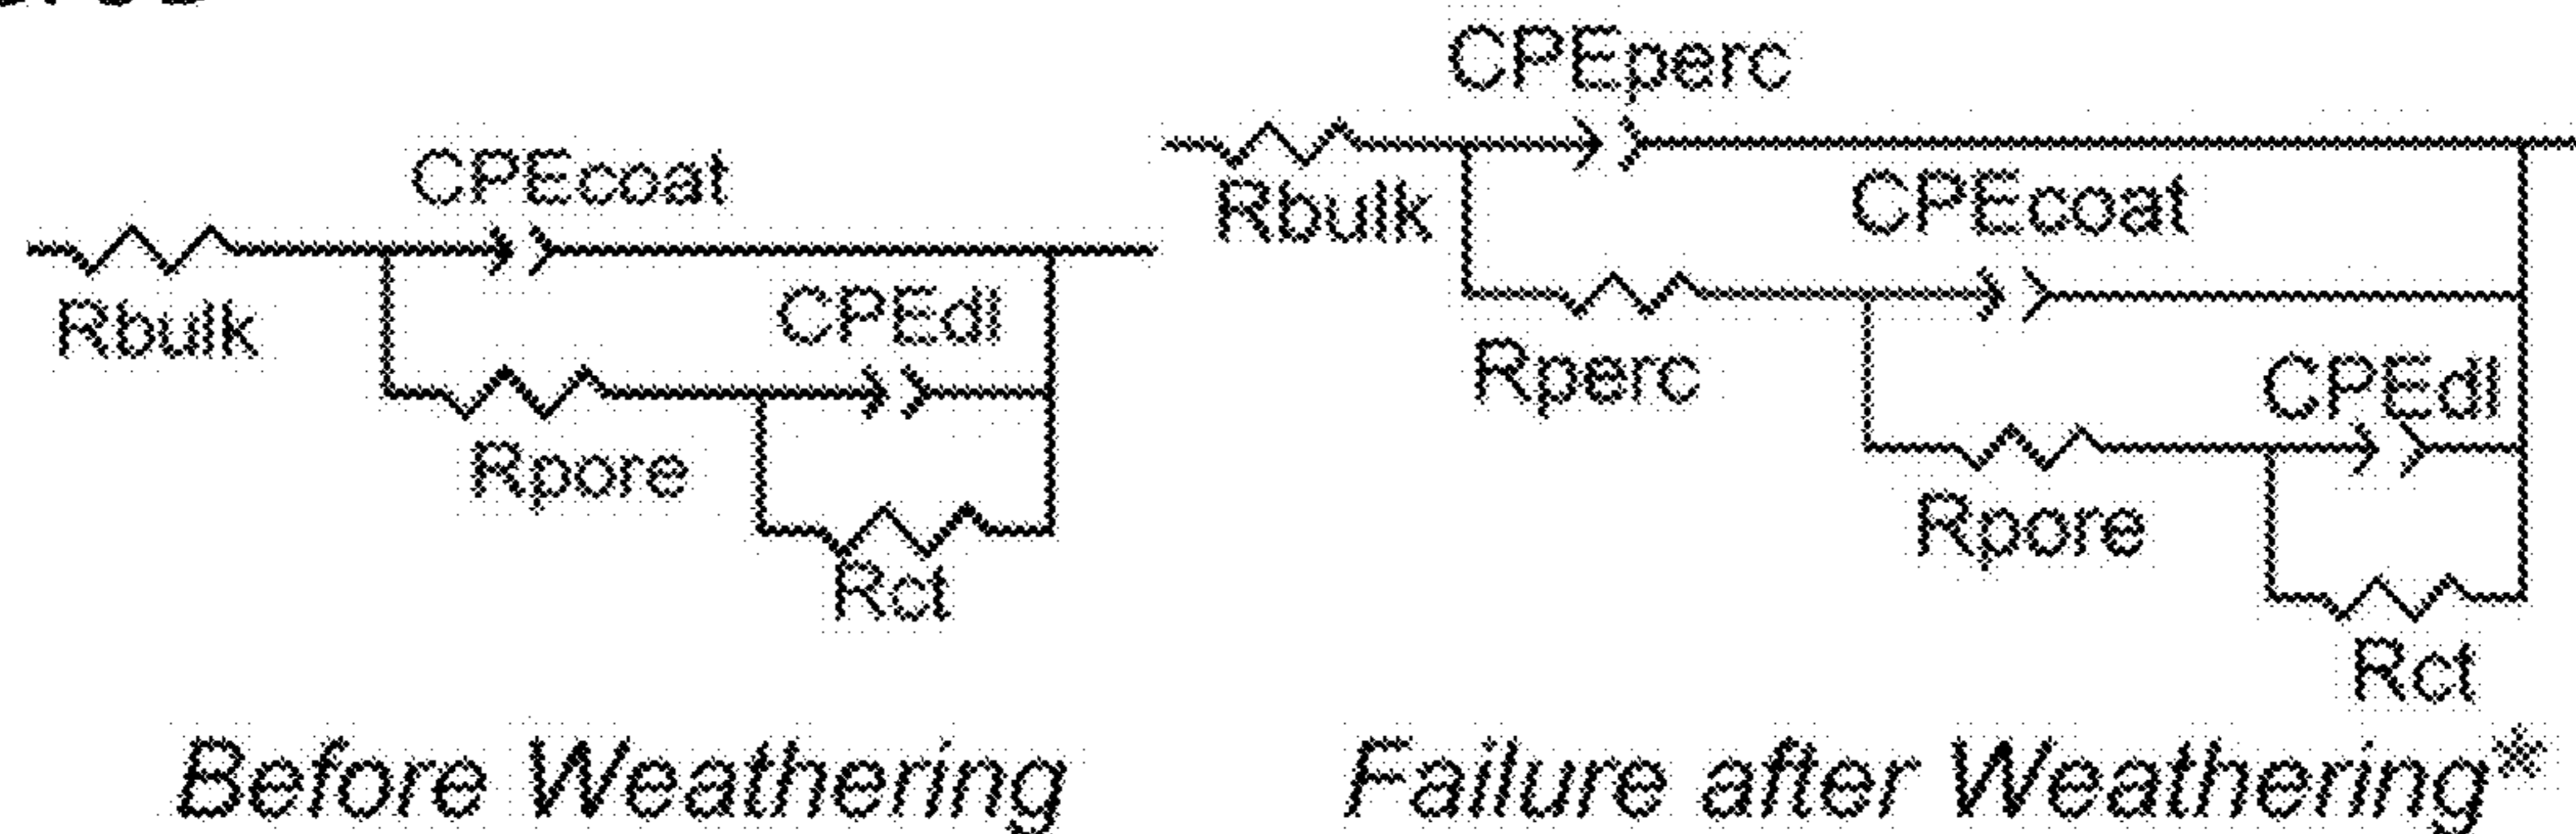 CPEcoat
Rbulk
CPEdl
Rpore
Rct
Before Weathering
CPEperc
Rbulk
CPEcoat
Rperc
CPEdl
Rpore
Rct
Failure after Weathering*